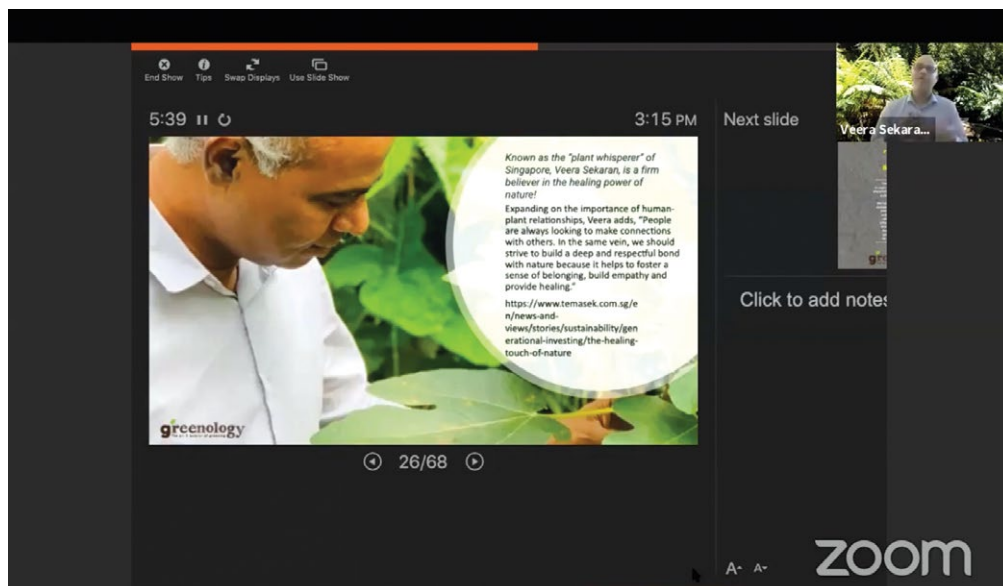 End Show Tips Swap Displays Use Slide Show
5:39
3:15 PM
Next slide
Veera Sekara...
Known as the "plant whisperer" of
Singapore, Veera Sekaran, is a firm
believer in the healing power of
nature!
Expanding on the importance of human-
plant relationships, Veera adds, "People
are always looking to make connections
with others. In the same vein, we should
strive to build a deep and respectful bond
with nature because it helps to foster a
sense of belonging, build empathy and
provide healing."
https://www.temasek.com.sg/e
n/news-and-
views/stories/sustainability/gen
erational-investing/the-healing-
touch-of-nature
greenology
gr
Click to add notes
26/68
A A
zoom